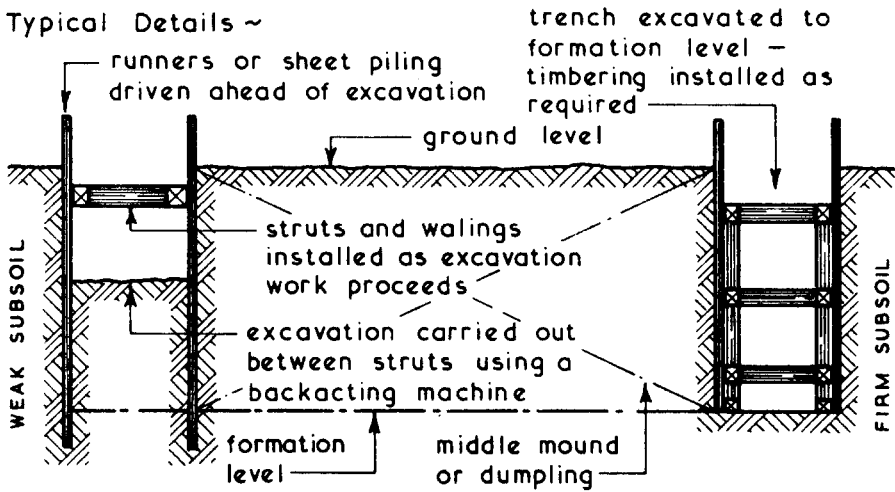 Typical Details ~
runners or sheet piling
driven ahead of excavation
trench excavated to
formation level –
timbering installed as
required
ground level
struts and walings
installed as excavation
work proceeds
excavation carried out
between struts using a
backacting machine
WEAK SUBSOIL
FIRM SUBSOIL
formation
level
middle mound
or dumpling